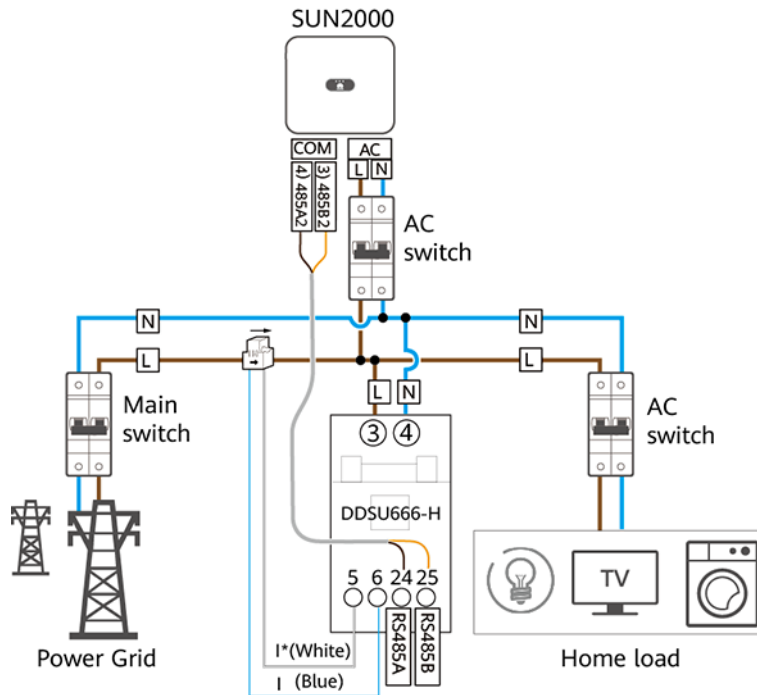 SUN2000
COM
AC
L
N
4) 485A2
3) 485B2
AC
switch
N
N
L
L
Main
switch
L
N
AC
switch
3
4
DDSU666-H
TV
5
6
24
25
RS485A
RS485B
I*(White)
I (Blue)
Power Grid
Home load